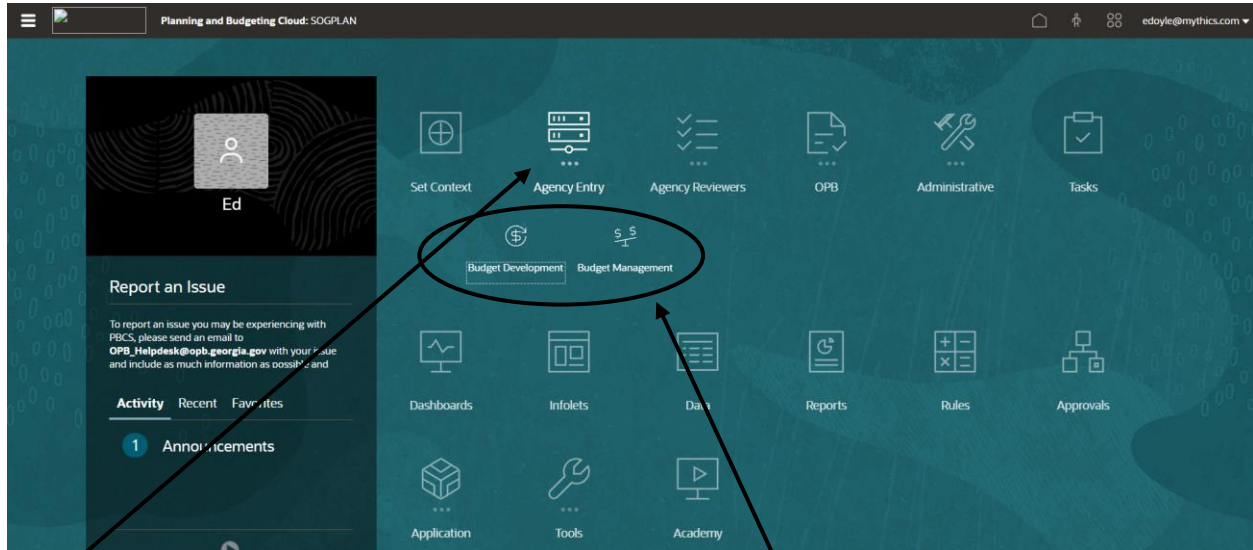 Planning and Budgeting Cloud: SOGPLAN
edoyle@mythics.com
Ed
Set Context
Agency Entry
Agency Reviewers
OPB
Administrative
Tasks
Budget Development
Budget Management
Report an Issue
To report an issue you may be experiencing with
PBCS, please send an email to
OPB_Helpdesk@opb.georgia.gov with your issue
and include as much information as possible and
Activity Recent Favorites
1 Announcements
Dashboards
Infolets
Data
Reports
Rules
Approvals
Application
Tools
Academy